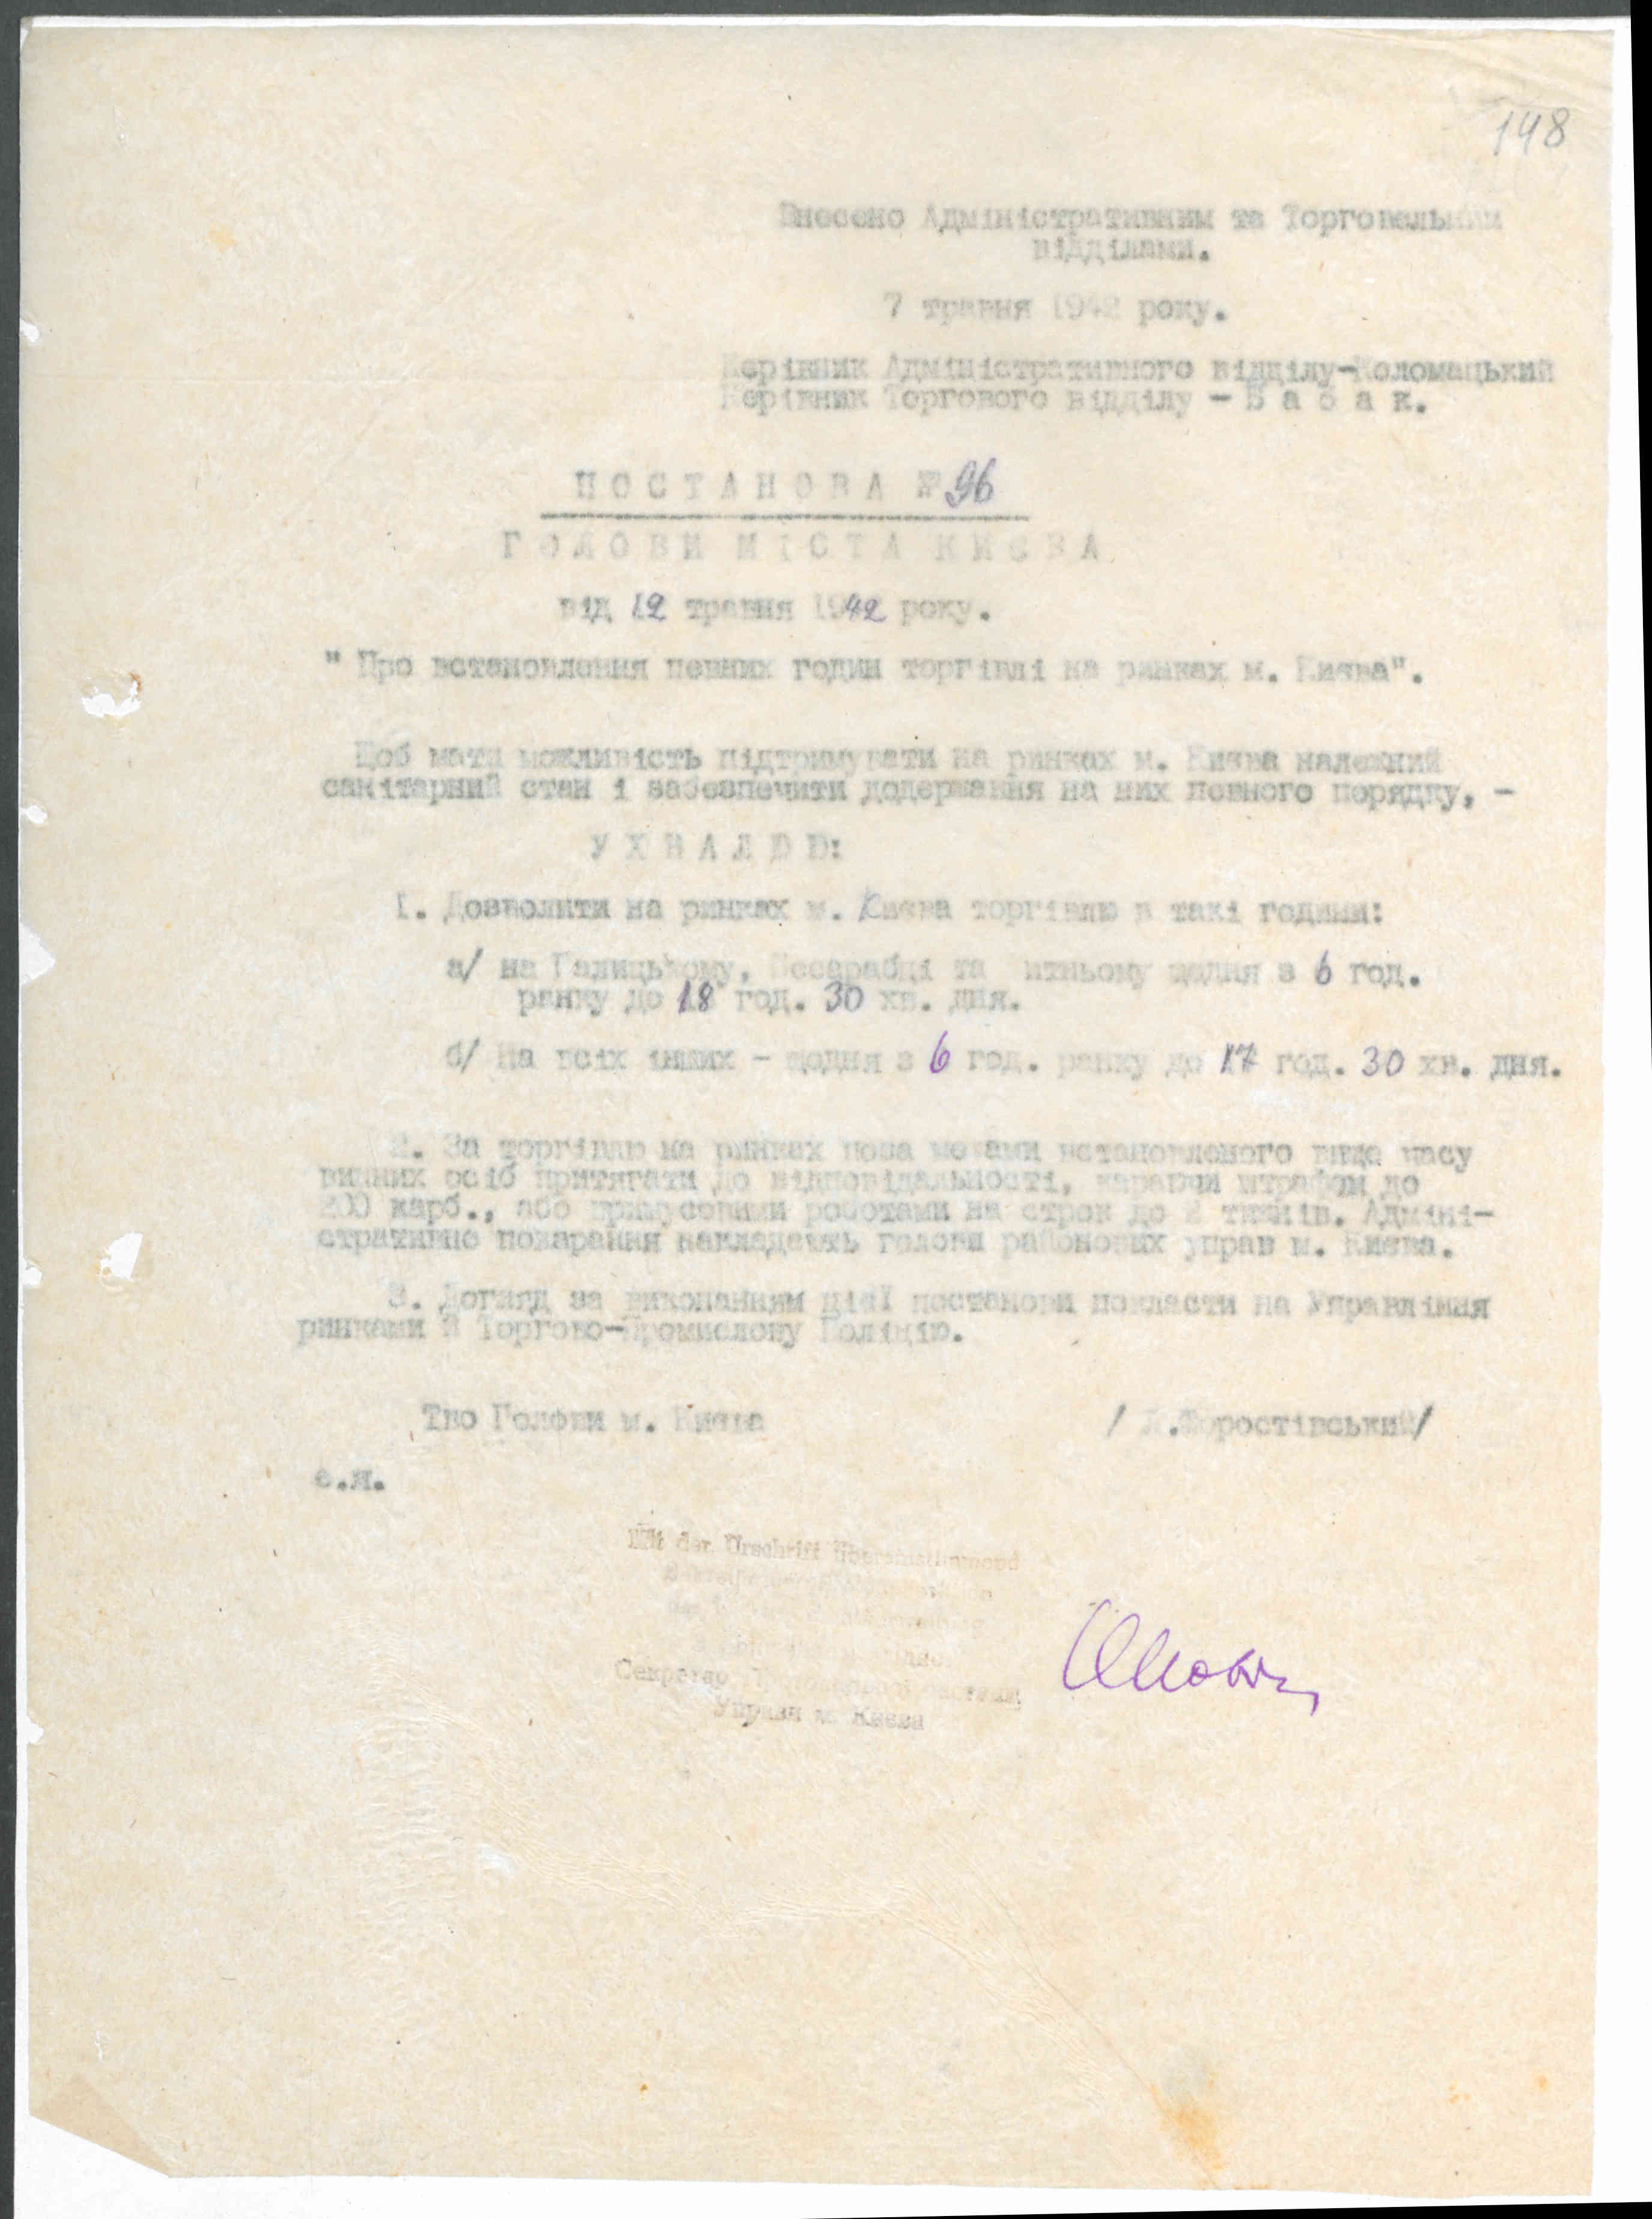 148
Внесено Адміністративним та Торговельним
відділами.
7 травня 1942 року.
Керівник Адміністративного відділу-Коломацький
Керівник Торгового відділу - Б а б а к.
П О С Т А Н О В А № 96
Г О Л О В И М І С Т А К И Є В А
від 12 травня 1942 року.
" Про встановлення певних годин торгівлі на ринках м. Києва".
Щоб мати можливість підтримувати на ринках м. Києва належний
санітарний стан і забезпечити додержання на них певного порядку, -
У Х В А Л Ю Ю:
1. Дозволити на ринках м. Києва торгівлю в такі години:
а/ на Галицькому, Бесарабці та щодня з 6 год.
ранку до 18 год. 30 хв. дня.
б/ На всіх інших - щодня з 6 год. ранку до 17 год. 30 хв. дня.
2. За торгівлю на ринках поза межами встановленого вище часу
винних осіб притягати до відповідальності, караючи штрафом до
200 карб., або примусовими роботами на строк до 2 тижнів. Адміні-
стративне покарання накладають голови районових управ м. Києва.
3. Догляд за виконанням цієї постанови покласти на Управління
ринками й Торгово-Промислову Поліцію.
Тво Голови м. Києва / Л.Форостівський/
є.я.
Mit der Urschrift übereinstimmend
Секретар
Управи м. Києва